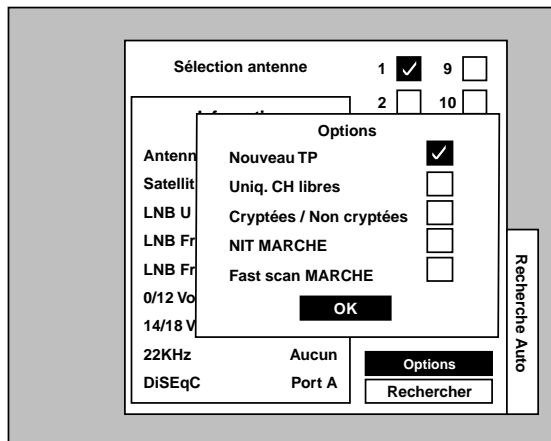 Sélection antenne
1 9
2 10
Options
Nouveau TP
Uniq. CH libres
Cryptées / Non cryptées
NIT MARCHE
Fast scan MARCHE
OK
Antenn
Satellit
LNB U
LNB Fr
LNB Fr
0/12 Vo
14/18 V
22KHz Aucun
DiSEqC Port A
Options
Rechercher
Recherche Auto